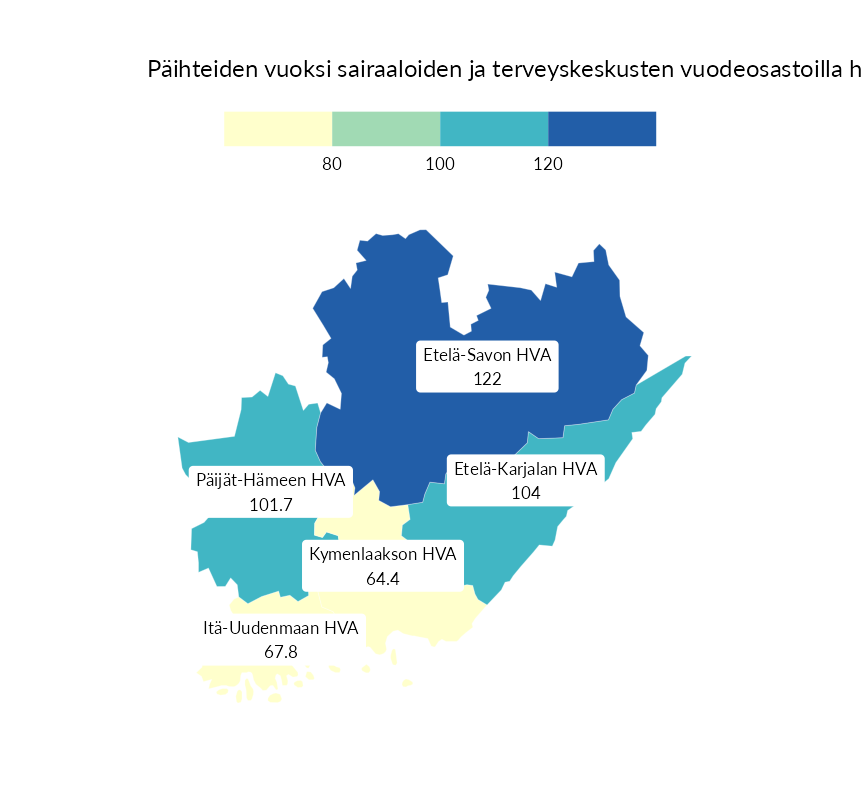 Päihteiden vuoksi sairaaloiden ja terveyskeskusten vuodeosastoilla h
80 100 120
Etelä-Savon HVA
122
Etelä-Karjalan HVA
104
Päijät-Hämeen HVA
101.7
Kymenlaakson HVA
64.4
Itä-Uudenmaan HVA
67.8